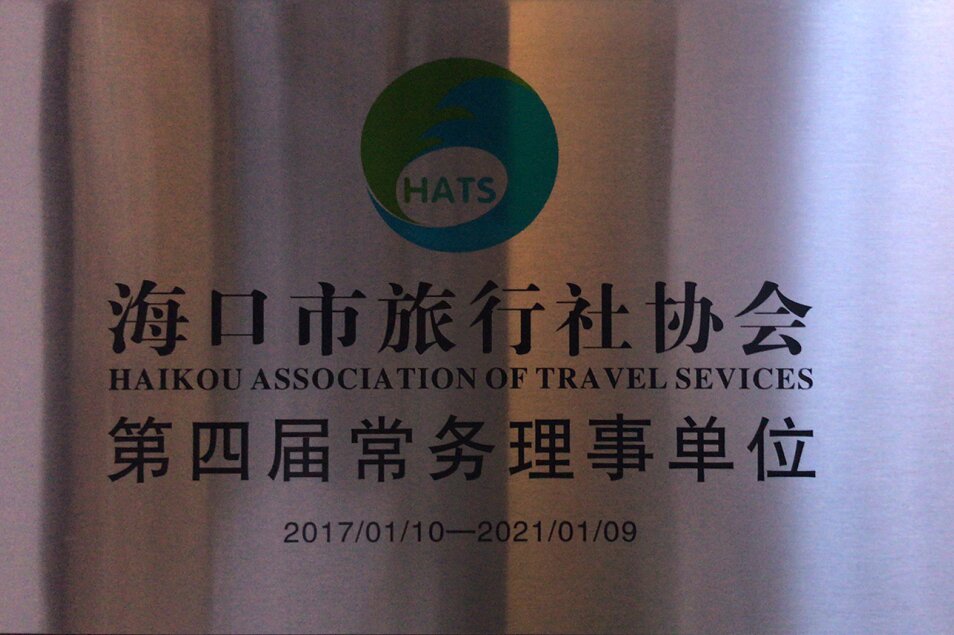 HATS
海口市旅行社协会
HAIKOU ASSOCIATION OF TRAVEL SEVICES
第四届常务理事单位
2017/01/10—2021/01/09